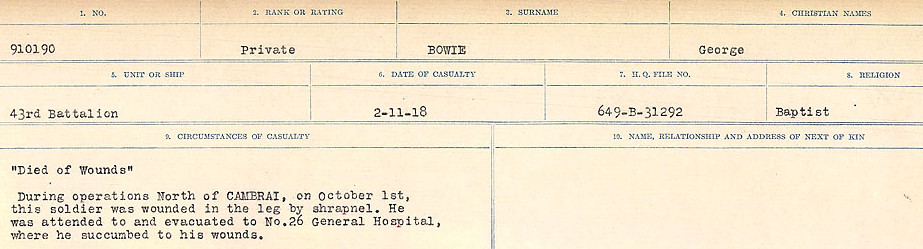 1. NO. 2. RANK OR RATING 3. SURNAME 4. CHRISTIAN NAMES
910190 Private BOWIE George
5. UNIT OR SHIP 6. DATE OF CASUALTY 7. H. Q. FILE NO. 8. RELIGION
43rd Battalion 2-11-18 649-B-31292 Baptist
9. CIRCUMSTANCES OF CASUALTY 10. NAME, RELATIONSHIP AND ADDRESS OF NEXT OF KIN
"Died of Wounds"
During operations North of CAMBRAI, on October 1st,
this soldier was wounded in the leg by shrapnel. He
was attended to and evacuated to No.26 General Hospital,
where he succumbed to his wounds.